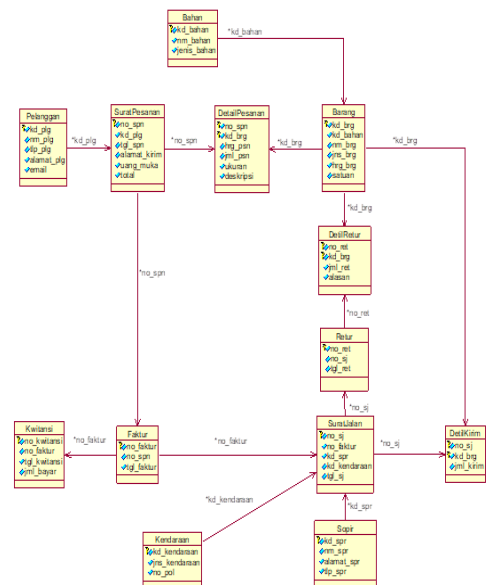 Bahan
kd_bahan
nm_bahan
jenis_bahan
*kd_bahan
Pelanggan
kd_plg
nm_plg
tlp_plg
alamat_plg
email
*kd_plg
SuratPesanan
no_spn
kd_plg
tgl_spn
alamat_kirim
uang_muka
total
*no_spn
DetailPesanan
no_spn
kd_brg
hrg_psn
jml_psn
ukuran
deskripsi
*kd_brg
Barang
kd_brg
kd_bahan
nm_brg
jns_brg
hrg_brg
satuan
*kd_brg
*kd_brg
DetilRetur
no_ret
kd_brg
jml_ret
alasan
*no_spn
*no_ret
Retur
no_ret
no_sj
tgl_ret
*no_sj
Kwitansi
no_kwitansi
no_faktur
tgl_kwitansi
jml_bayar
*no_faktur
Faktur
no_faktur
no_spn
tgl_faktur
*no_faktur
SuratJalan
no_sj
no_faktur
kd_spr
kd_kendaraan
tgl_sj
*no_sj
DetilKirim
no_sj
kd_brg
jml_kirim
*kd_kendaraan
*kd_spr
Kendaraan
kd_kendaraan
jns_kendaraan
no_pol
Sopir
kd_spr
nm_spr
alamat_spr
tlp_spr